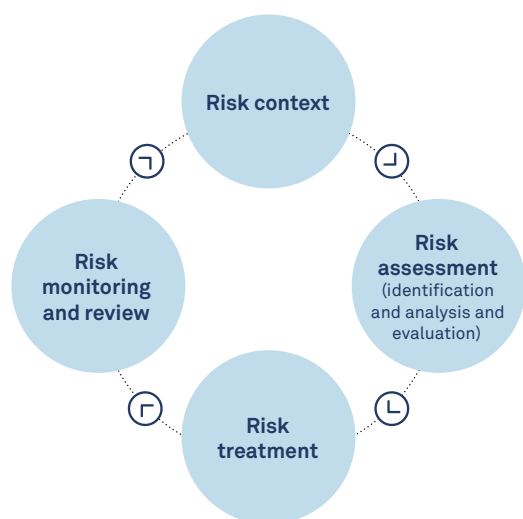 Risk context
Risk
assessment
(identification
and analysis and
evaluation)
Risk
treatment
Risk
monitoring
and review